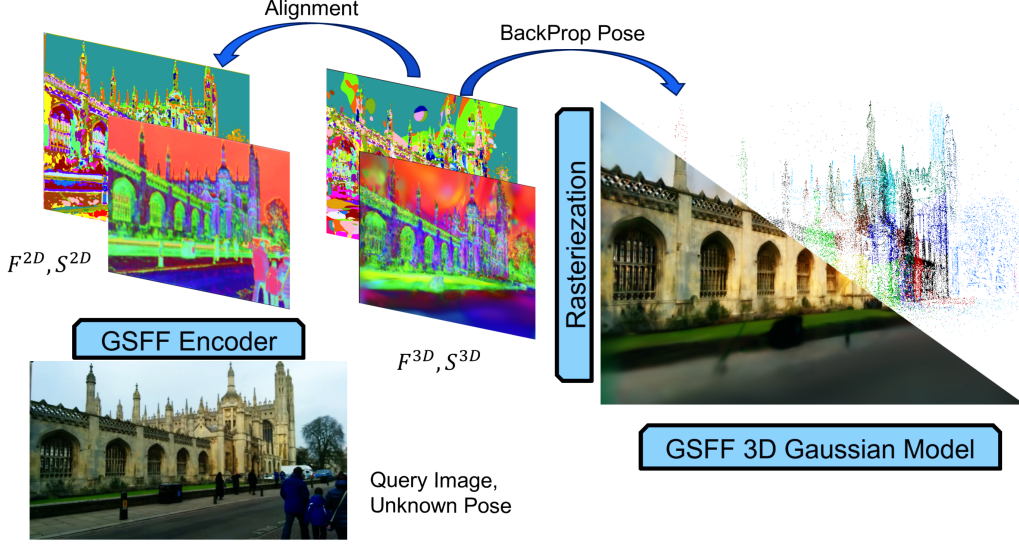 Alignment
BackProp Pose
Rasteriezation
F^{2D}, S^{2D}
GSFF Encoder
F^{3D}, S^{3D}
GSFF 3D Gaussian Model
Query Image,
Unknown Pose